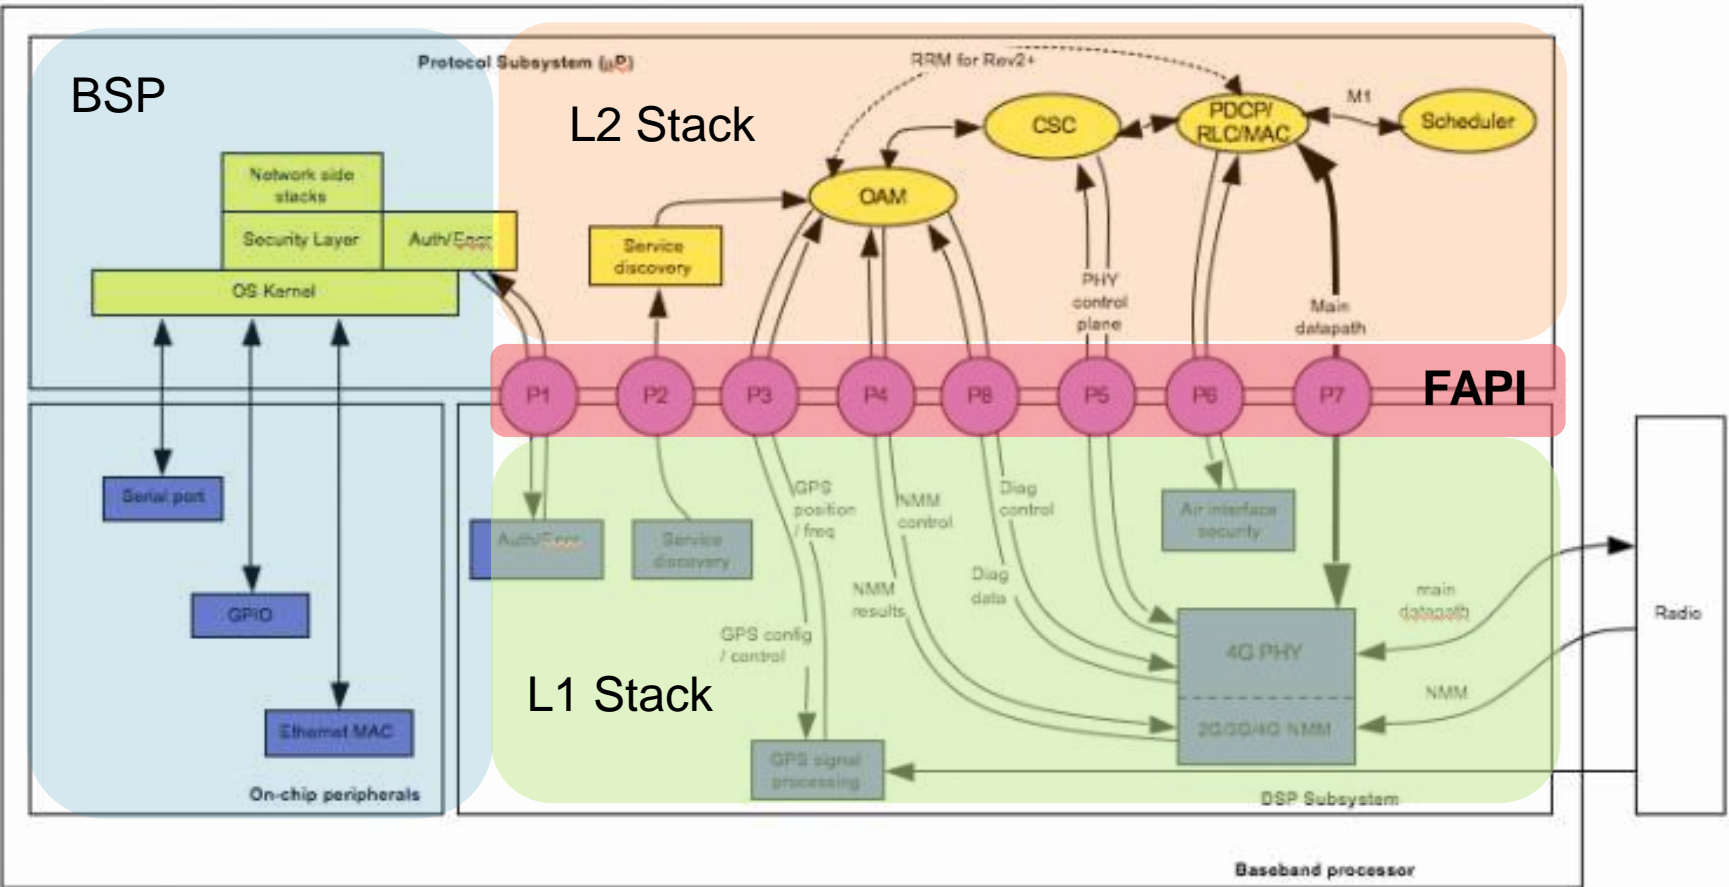 Protocol Subsystem (µP)
BSP
L2 Stack
RRM for Rev2+
CSC
PDCP/
RLC/MAC
M1
Scheduler
Network side
stacks
OAM
Security Layer
Auth/Encr
Service
discovery
OS Kernel
PHY
control
plane
Main
datapath
P1
P2
P3
P4
P8
P5
P6
P7
FAPI
Serial port
Auth/Encr
Service
discovery
GPS
position
/ freq
NMM
control
Diag
control
Air interface
security
GPIO
NMM
results
Diag
data
main
datapath
Radio
GPS config
/ control
4G PHY
L1 Stack
NMM
Ethernet MAC
2G/3G/4G NMM
GPS signal
processing
On-chip peripherals
DSP Subsystem
Baseband processor